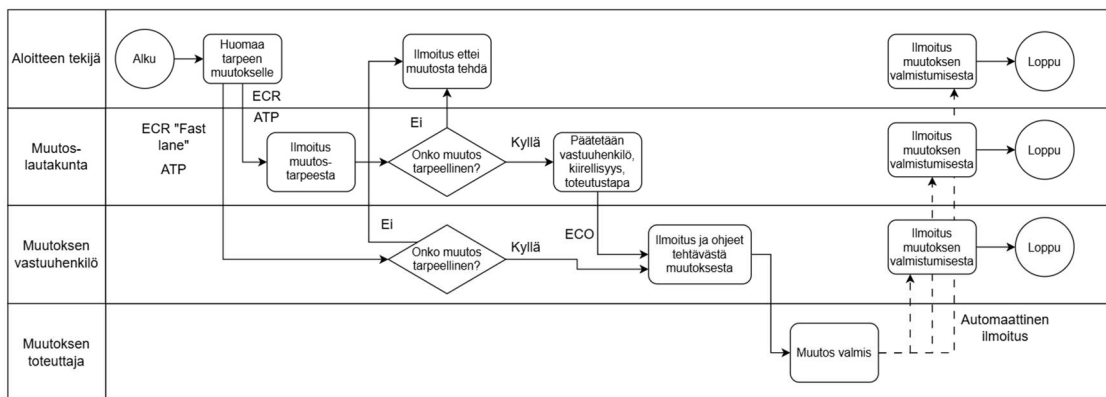 Aloitteen tekijä
Alku
Huomaa
tarpeen
muutokselle
Ilmoitus ettei
muutosta tehdä
Ilmoitus
muutoksen
valmistumisesta
Loppu
ECR
ATP
ECR "Fast
lane"
ATP
Muutos-
lautakunta
Ilmoitus
muutos-
tarpeesta
Ei
Onko muutos
tarpeellinen?
Kyllä
Päätetään
vastuuhenkilö,
kiirellisyys,
toteutustapa
Ilmoitus
muutoksen
valmistumisesta
Loppu
Muutoksen
vastuuhenkilö
Ei
Onko muutos
tarpeellinen?
Kyllä
ECO
Ilmoitus ja ohjeet
tehtävästä
muutoksesta
Ilmoitus
muutoksen
valmistumisesta
Loppu
Muutoksen
toteuttaja
Muutos valmis
Automaattinen
ilmoitus